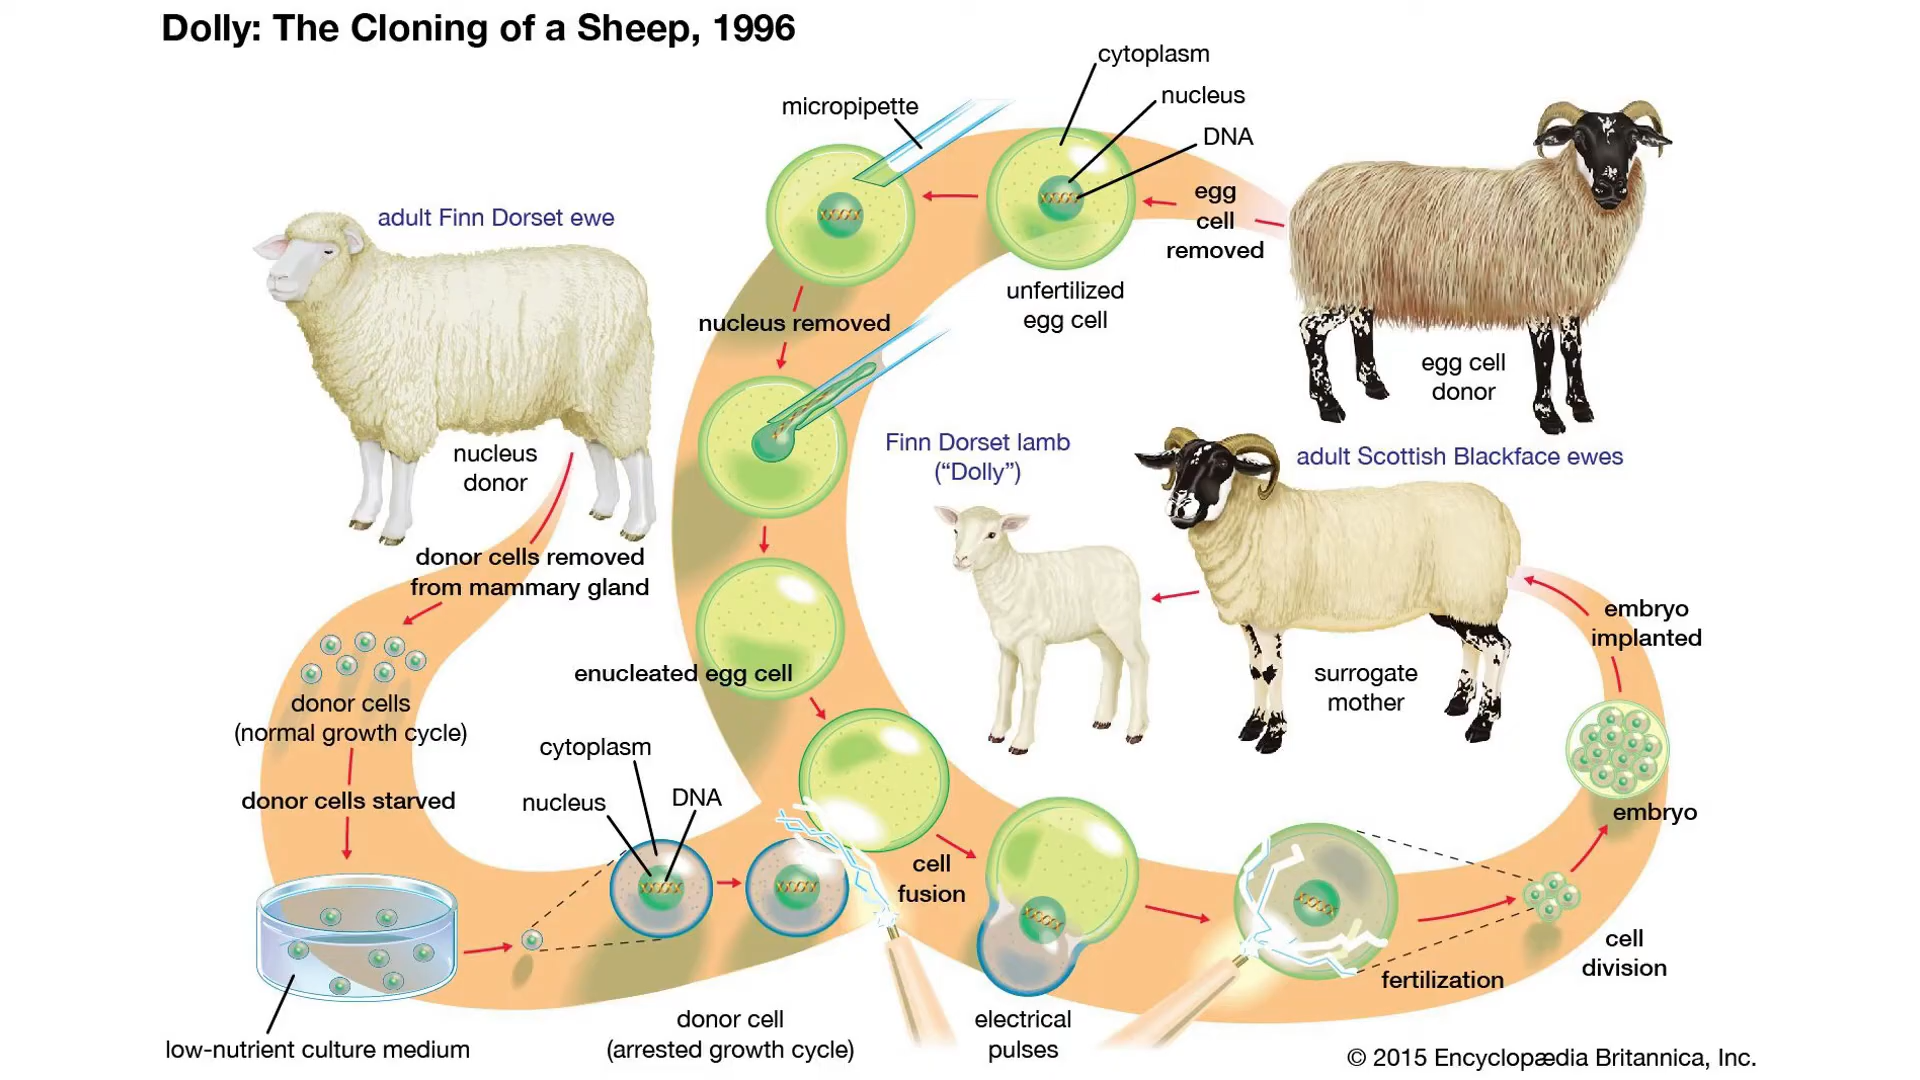 Dolly: The Cloning of a Sheep, 1996
cytoplasm
nucleus
DNA
micropipette
egg
cell
removed
unfertilized
egg cell
adult Finn Dorset ewe
nucleus removed
egg cell
donor
nucleus
donor
Finn Dorset lamb
(“Dolly”)
adult Scottish Blackface ewes
donor cells removed
from mammary gland
embryo
implanted
enucleated egg cell
surrogate
mother
donor cells
(normal growth cycle)
cytoplasm
nucleus
DNA
donor cells starved
embryo
cell
fusion
cell
division
fertilization
donor cell
(arrested growth cycle)
electrical
pulses
low-nutrient culture medium
© 2015 Encyclopædia Britannica, Inc.